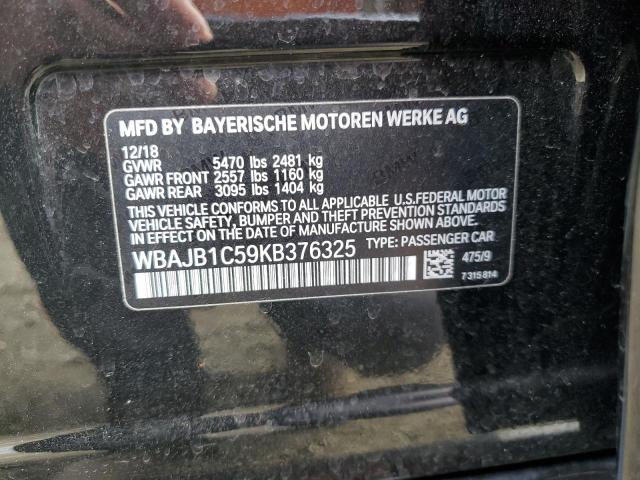 MFD BY BAYERISCHE MOTOREN WERKE AG
12/18
GVWR 5470 lbs 2481 kg
GAWR FRONT 2557 lbs 1160 kg
GAWR REAR 3095 lbs 1404 kg
THIS VEHICLE CONFORMS TO ALL APPLICABLE U.S.FEDERAL MOTOR
VEHICLE SAFETY, BUMPER AND THEFT PREVENTION STANDARDS
IN EFFECT ON DATE OF MANUFACTURE SHOWN ABOVE.
WBAJB1C59KB376325 TYPE: PASSENGER CAR
475/9
7315814